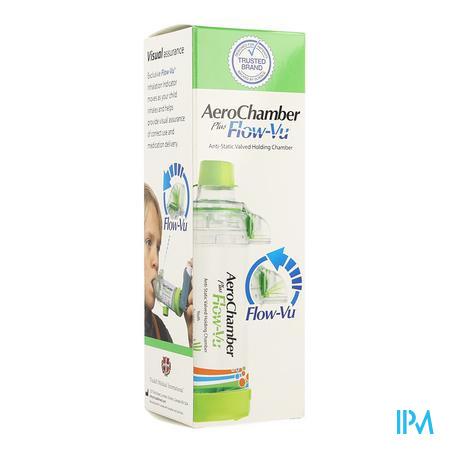 Visual assurance
Exclusive Flow-Vu®
inhalation indicator
moves as your child
inhales and helps
provide visual assurance
of correct use and
medication delivery.
Flow-Vu
Trudell Medical International
TRUSTED
BRAND
AeroChamber
Plus Flow-Vu
Anti-Static Valved Holding Chamber
AeroChamber
Plus Flow-Vu
Anti-Static Valved Holding Chamber
Youth
Flow-Vu
IPM